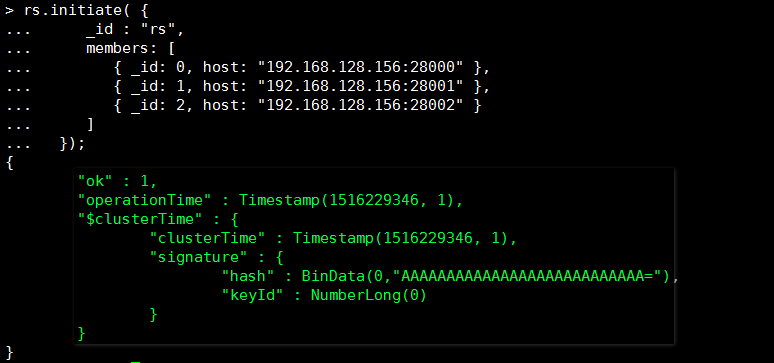 > rs.initiate( {
...      _id : "rs",
...      members: [
...         { _id: 0, host: "192.168.128.156:28000" },
...         { _id: 1, host: "192.168.128.156:28001" },
...         { _id: 2, host: "192.168.128.156:28002" }
...      ]
...   });
{
        "ok" : 1,
        "operationTime" : Timestamp(1516229346, 1),
        "$clusterTime" : {
                "clusterTime" : Timestamp(1516229346, 1),
                "signature" : {
                        "hash" : BinData(0,"AAAAAAAAAAAAAAAAAAAAAAAAAAA="),
                        "keyId" : NumberLong(0)
                }
        }
}